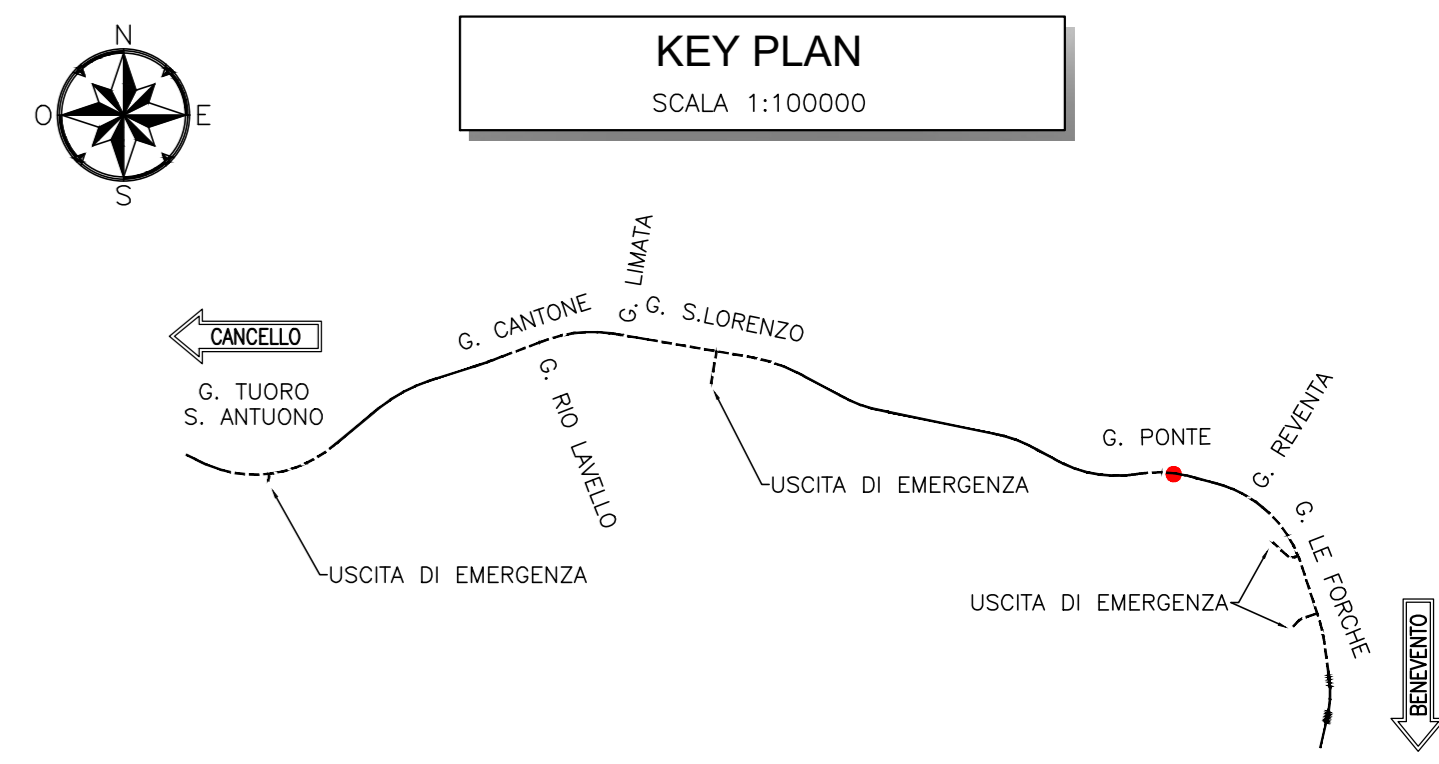 N
O
E
S
KEY PLAN
SCALA 1:100000
CANCELLO
G. TUORO
S. ANTUONO
G. CANTONE
G. RIO LAVELLO
G. LIMATA
G. S.LORENZO
USCITA DI EMERGENZA
USCITA DI EMERGENZA
G. PONTE
G. REVENTA
G. LE FORCHE
USCITA DI EMERGENZA
BENEVENTO